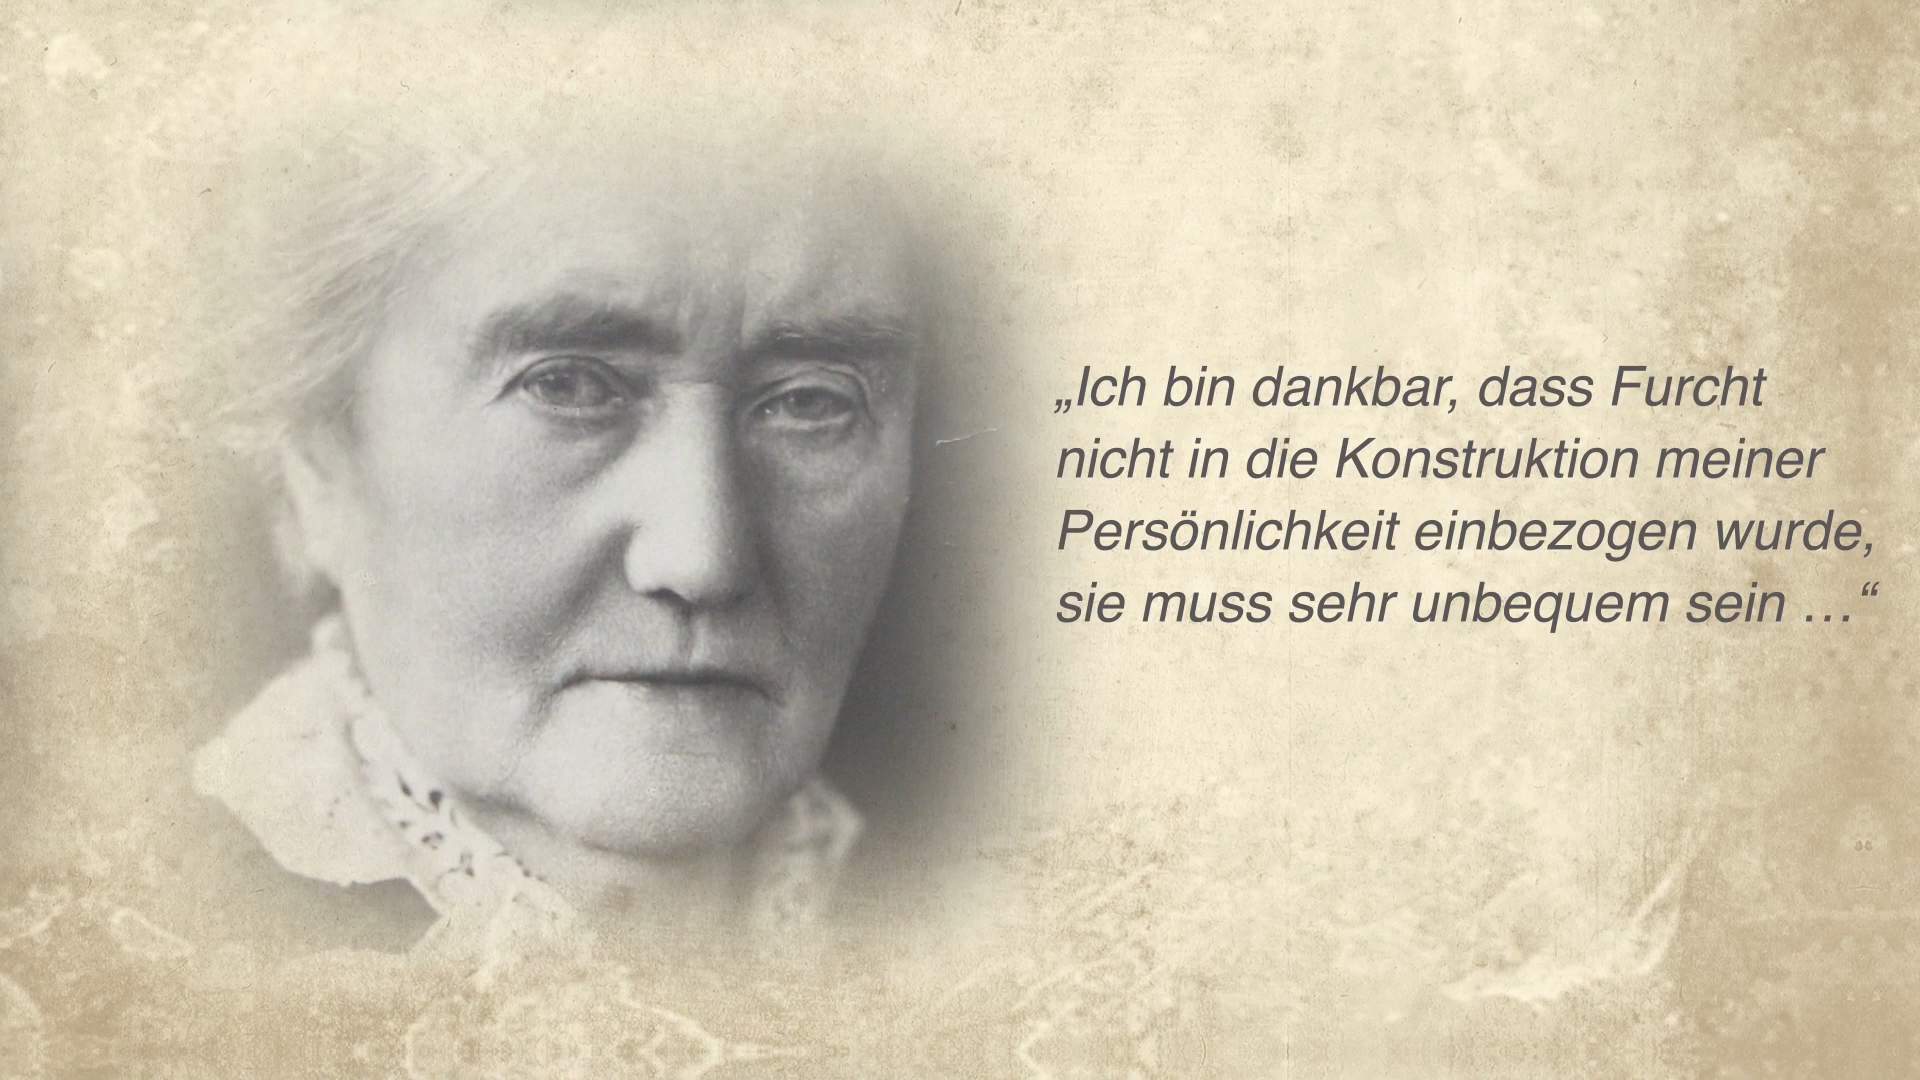 „Ich bin dankbar, dass Furcht
nicht in die Konstruktion meiner
Persönlichkeit einbezogen wurde,
sie muss sehr unbequem sein …“